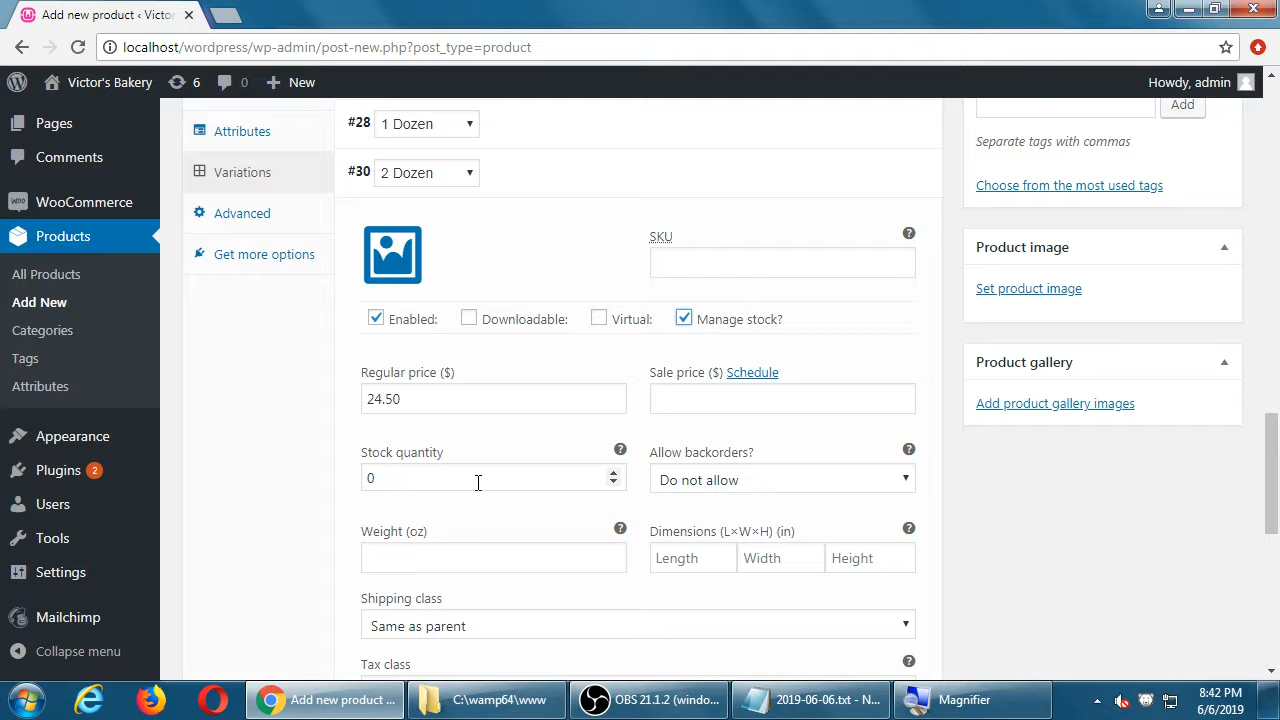 Add new product ‹ Victo
localhost/wordpress/wp-admin/post-new.php?post_type=product
Victor's Bakery
6
0
New
Howdy, admin
Pages
Comments
WooCommerce
Products
All Products
Add New
Categories
Tags
Attributes
Appearance
Plugins 2
Users
Tools
Settings
Mailchimp
Collapse menu
Attributes
Variations
Advanced
Get more options
#28 1 Dozen
#30 2 Dozen
SKU
Enabled:
Downloadable:
Virtual:
Manage stock?
Regular price ($)
24.50
Sale price ($) Schedule
Stock quantity
0
Allow backorders?
Do not allow
Weight (oz)
Dimensions (L×W×H) (in)
Length
Width
Height
Shipping class
Same as parent
Tax class
Add
Separate tags with commas
Choose from the most used tags
Product image
Set product image
Product gallery
Add product gallery images
Add new product ...
C:\wamp64\www
OBS 21.1.2 (windo...
2019-06-06.txt - N...
Magnifier
8:42 PM
6/6/2019